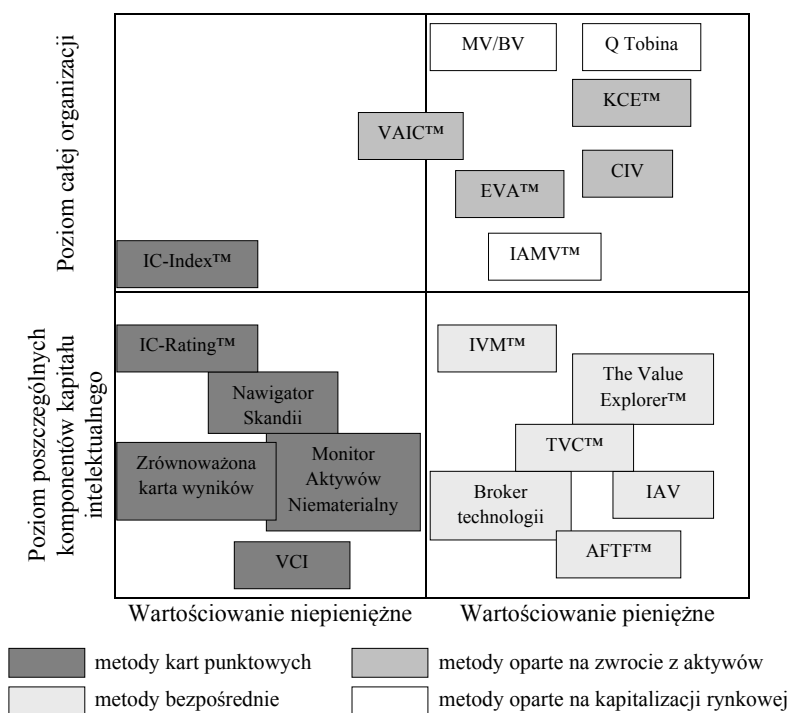 Poziom całej organizacji
MV/BV
Q Tobina
KCE™
VAIC™
CIV
EVA™
IC-Index™
IAMV™
Poziom poszczególnych
komponentów kapitału
intelektualnego
IC-Rating™
IVM™
Nawigator
Skandii
The Value
Explorer™
Zrównoważona
karta wyników
Monitor
Aktywów
Niematerialny
TVC™
Broker
technologii
IAV
VCI
AFTF™
Wartościowanie niepieniężne
Wartościowanie pieniężne
metody kart punktowych
metody oparte na zwrocie z aktywów
metody bezpośrednie
metody oparte na kapitalizacji rynkowej